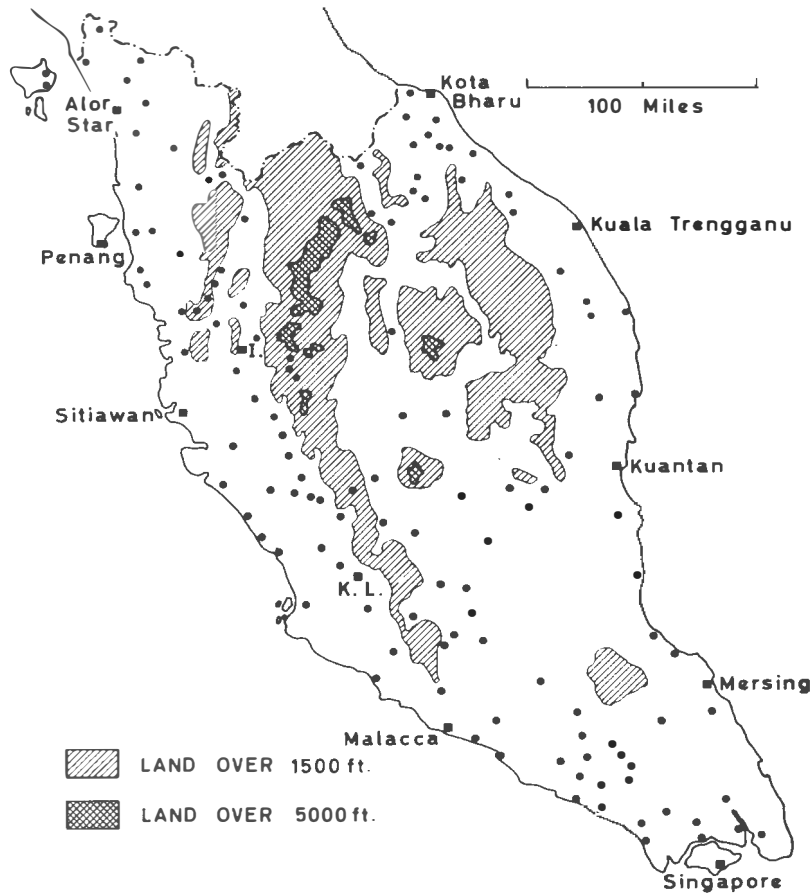 ?
Kota
Bharu
100 Miles
Alor
Star
Kuala Trengganu
Penang
I.
Sitiawan
Kuantan
K.L.
Mersing
Malacca
LAND OVER 1500 ft.
LAND OVER 5000 ft.
Singapore